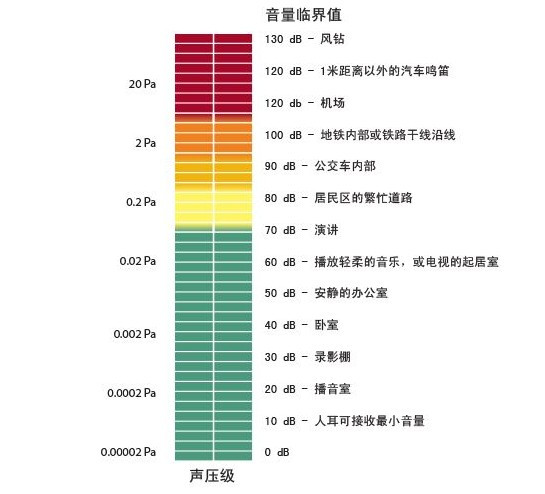 音量临界值
130 dB - 风钻
120 dB - 1米距离以外的汽车鸣笛
20 Pa
120 db - 机场
100 dB - 地铁内部或铁路干线沿线
2 Pa
90 dB - 公交车内部
80 dB - 居民区的繁忙道路
0.2 Pa
70 dB - 演讲
0.02 Pa
60 dB - 播放轻柔的音乐，或电视的起居室
50 dB - 安静的办公室
40 dB - 卧室
0.002 Pa
30 dB - 录影棚
20 dB - 播音室
0.0002 Pa
10 dB - 人耳可接收最小音量
0.00002 Pa
0 dB
声压级